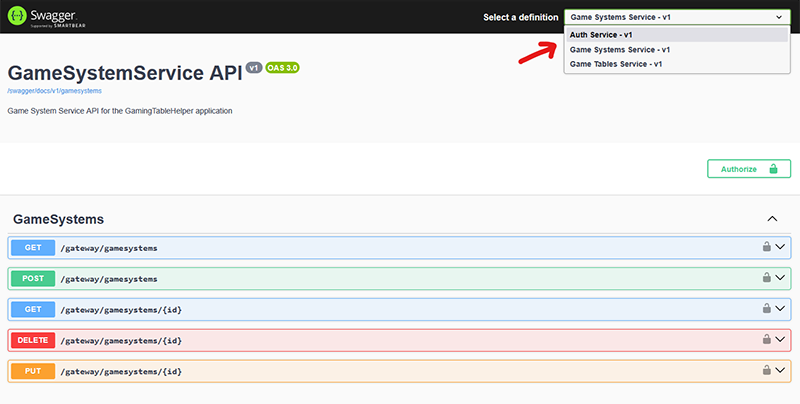 Swagger.
Supported by SMARTBEAR
Select a definition
Game Systems Service - v1
Auth Service - v1
Game Systems Service - v1
Game Tables Service - v1
GameSystemService API v1 OAS 3.0
/swagger/docs/v1/gamesystems
Game System Service API for the GamingTableHelper application
Authorize
GameSystems
GET /gateway/gamesystems
POST /gateway/gamesystems
GET /gateway/gamesystems/{id}
DELETE /gateway/gamesystems/{id}
PUT /gateway/gamesystems/{id}